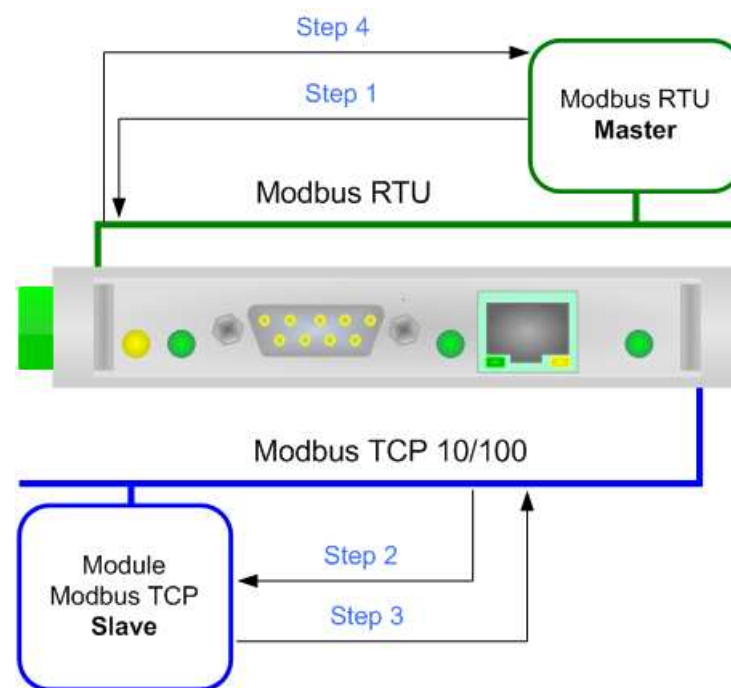 Step 4
Step 1
Modbus RTU
Master
Modbus RTU
Modbus TCP 10/100
Step 2
Module
Modbus TCP
Slave
Step 3